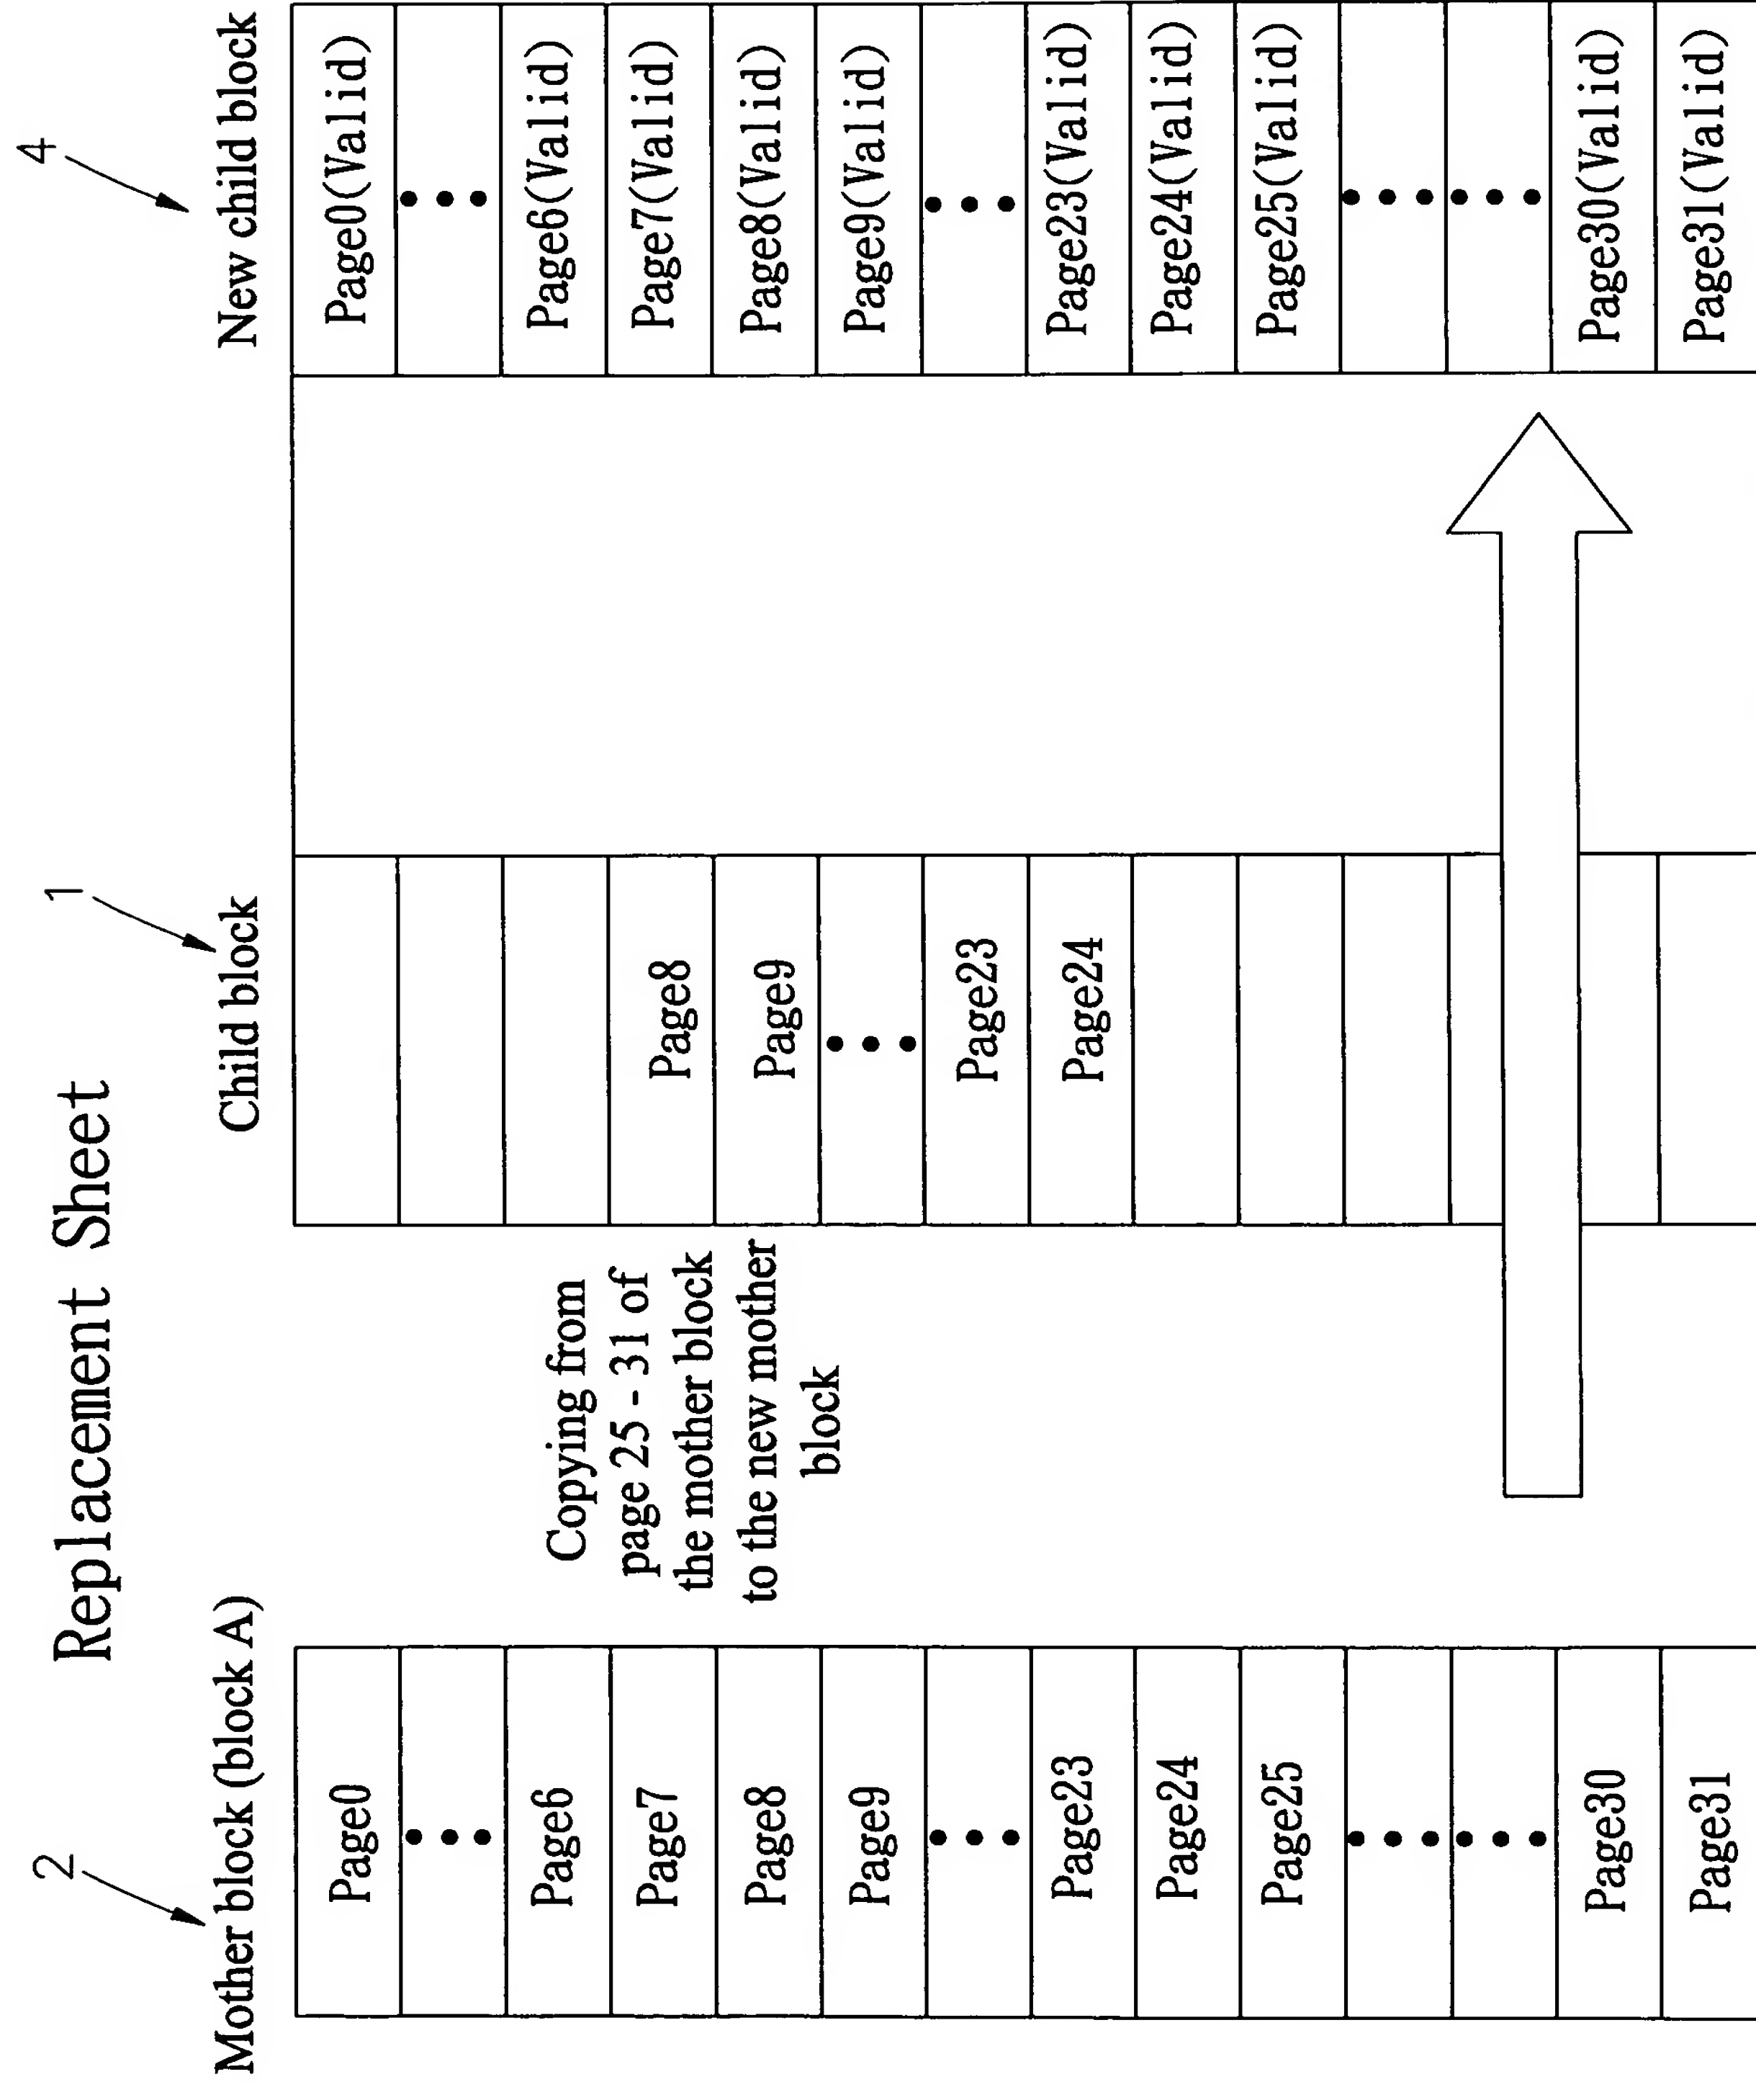 Replacement Sheet
2
Mother block (block A)
Page0
Page6
Page7
Page8
Page9
Page23
Page24
Page25
Page30
Page31
Copying from
page 25 - 31 of
the mother block
to the new mother
block
1
Child block
Page8
Page9
Page23
Page24
4
New child block
Page0(Valid)
Page6(Valid)
Page7(Valid)
Page8(Valid)
Page9(Valid)
Page23(Valid)
Page24(Valid)
Page25(Valid)
Page30(Valid)
Page31(Valid)